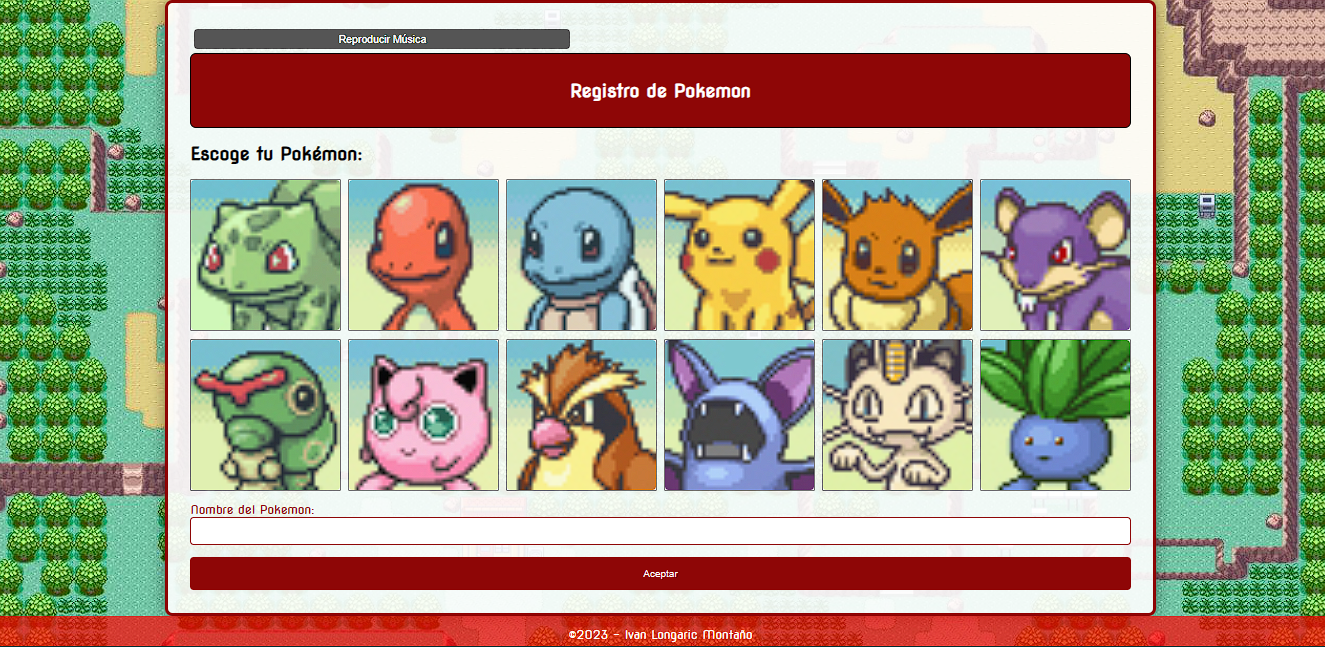 Reproducir Música
Registro de Pokemon
Escoge tu Pokémon:
Nombre del Pokemon:
Aceptar
©2023 - Ivan Longaric Montaño